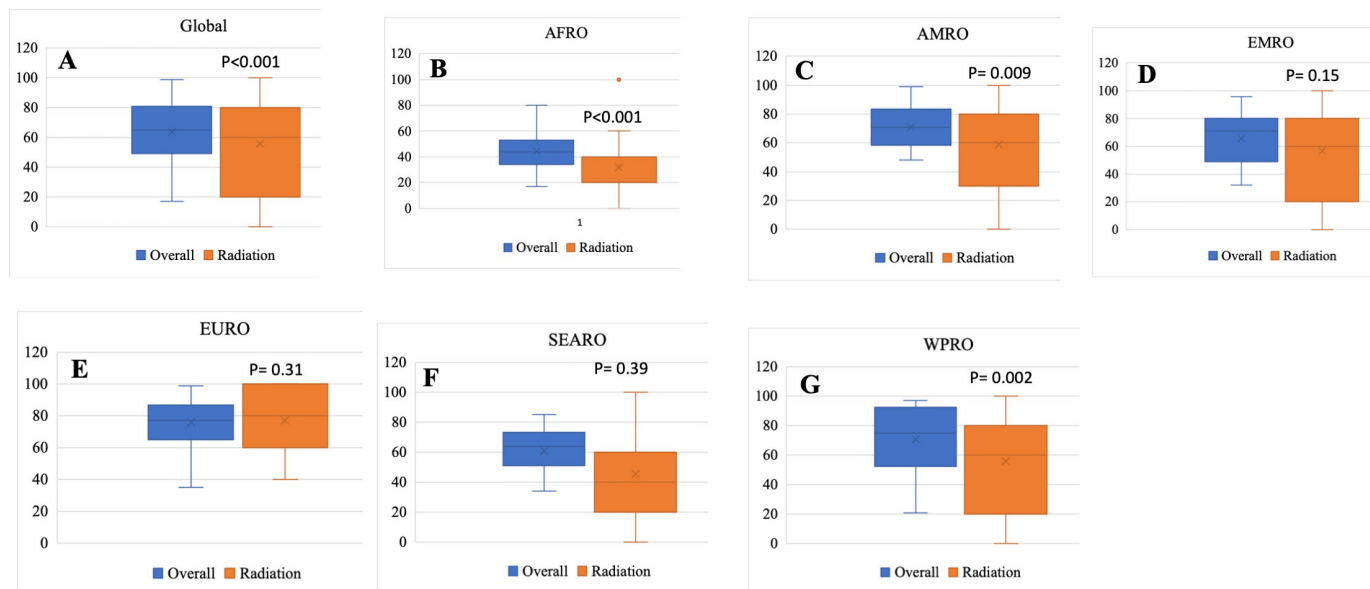 Global
A
P<0.001
120
100
80
60
40
20
0
Overall Radiation
AFRO
B
P<0.001
120
100
80
60
40
20
0
1
Overall Radiation
AMRO
C
P= 0.009
120
100
80
60
40
20
0
Overall Radiation
EMRO
D
P= 0.15
120
100
80
60
40
20
0
Overall Radiation
EURO
E
P= 0.31
120
100
80
60
40
20
0
Overall Radiation
SEARO
F
P= 0.39
120
100
80
60
40
20
0
Overall Radiation
WPRO
G
P= 0.002
120
100
80
60
40
20
0
Overall Radiation